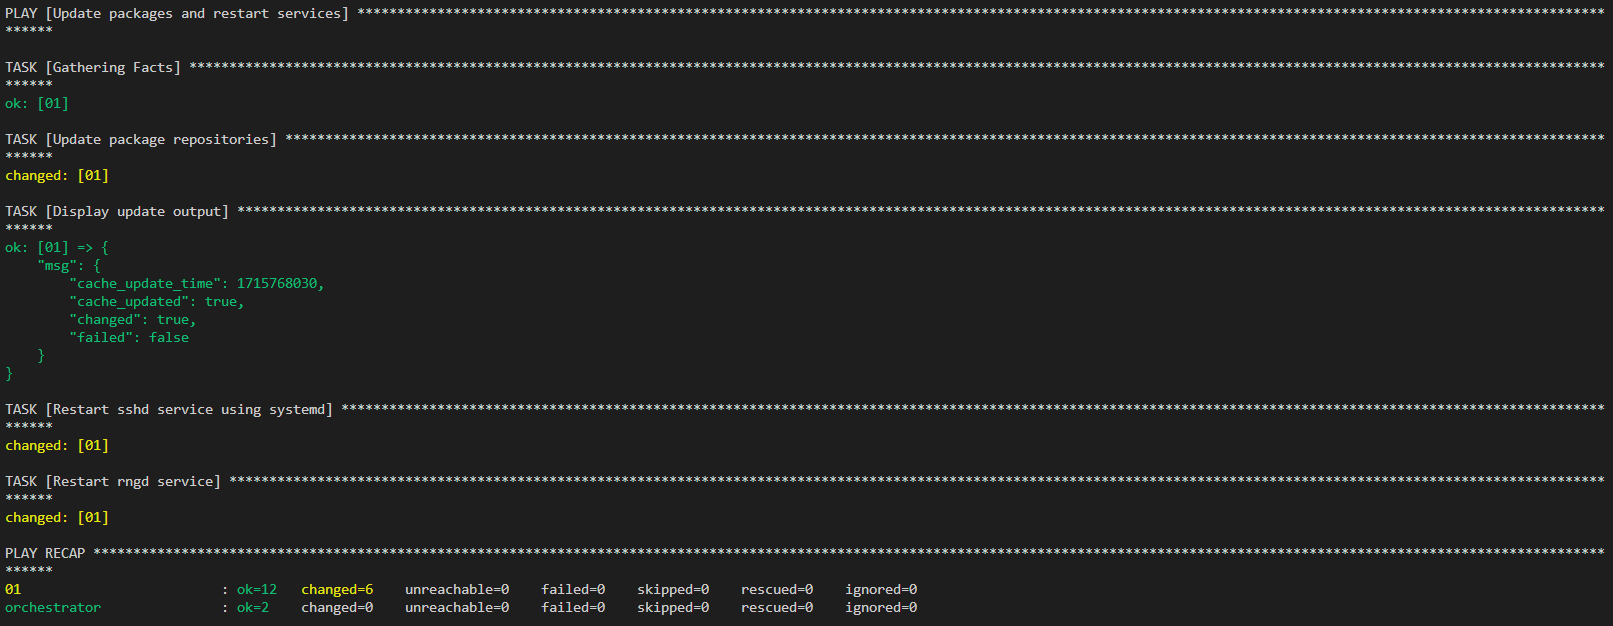 PLAY [Update packages and restart services] ************************************************************************************************************************************************************
******
TASK [Gathering Facts] *********************************************************************************************************************************************************************************
******
ok: [01]
TASK [Update package repositories] *********************************************************************************************************************************************************************
******
changed: [01]
TASK [Display update output] ***************************************************************************************************************************************************************************
******
ok: [01] => {
    "msg": {
        "cache_update_time": 1715768030,
        "cache_updated": true,
        "changed": true,
        "failed": false
    }
}
TASK [Restart sshd service using systemd] **************************************************************************************************************************************************************
******
changed: [01]
TASK [Restart rngd service] ****************************************************************************************************************************************************************************
******
changed: [01]
PLAY RECAP *********************************************************************************************************************************************************************************************
******
01                         : ok=12   changed=6    unreachable=0    failed=0    skipped=0    rescued=0    ignored=0
orchestrator               : ok=2    changed=0    unreachable=0    failed=0    skipped=0    rescued=0    ignored=0